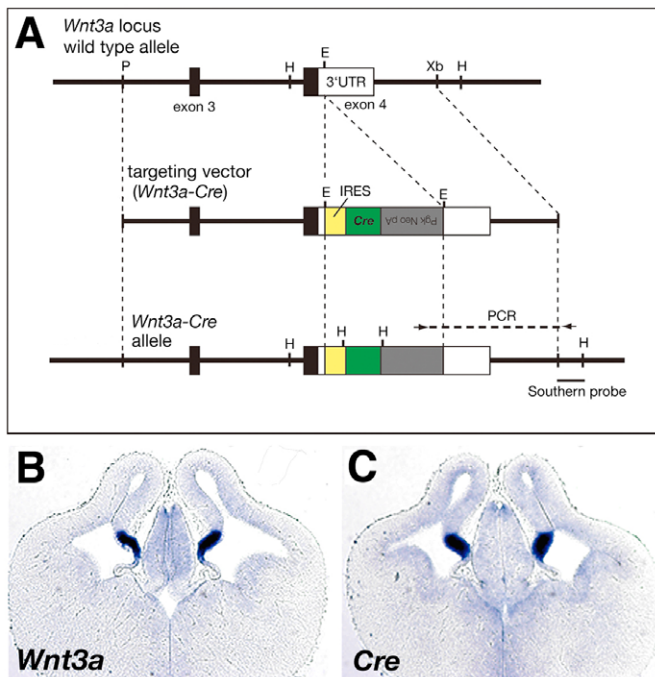 A
Wnt3a locus
wild type allele
P
H
E
Xb
H
3'UTR
exon 3
exon 4
targeting vector
(Wnt3a-Cre)
E
IRES
E
Cre
Pgk Neo pA
Wnt3a-Cre
allele
H
H
H
PCR
H
Southern probe
B
C
Wnt3a
Cre